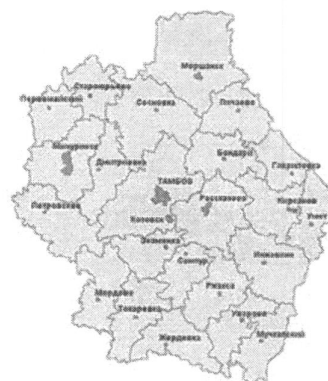 Моршанск
Староюрьево
Первомайский
Сосновка
Пичаево
Мичуринск
Дмитриевка
Бондари
Гавриловка
ТАМБОВ
Рассказово
Кирсанов
Умет
Петровское
Котовск
Знаменка
Сампур
Инжавино
Мордово
Ржакса
Токаревка
Уварово
Жердевка
Мучкапский